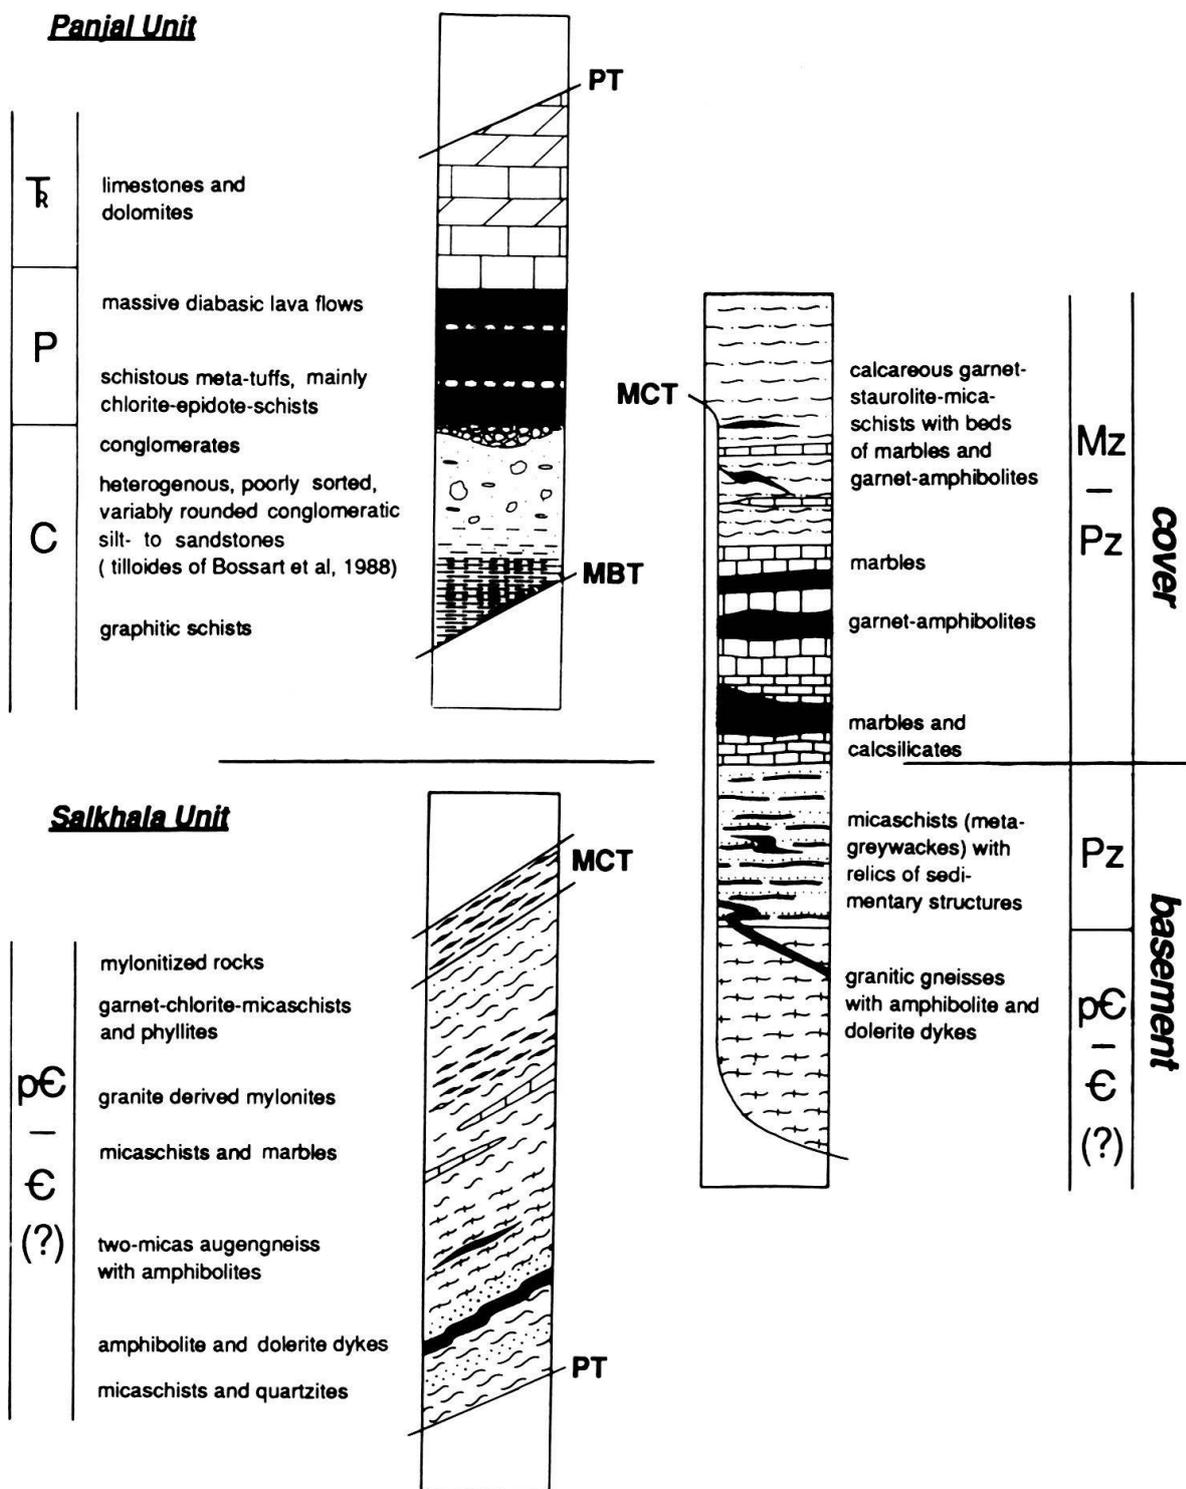 Panjal Unit
PT
TR
limestones and
dolomites
P
massive diabasic lava flows
schistous meta-tuffs, mainly
chlorite-epidote-schists
C
conglomerates
heterogenous, poorly sorted,
variably rounded conglomeratic
silt- to sandstones
( tilloides of Bossart et al, 1988)
MBT
graphitic schists
Salkhala Unit
MCT
mylonitized rocks
garnet-chlorite-micaschists
and phyllites
p€
–
€
(?)
granite derived mylonites
micaschists and marbles
two-micas augengneiss
with amphibolites
amphibolite and dolerite dykes
PT
micaschists and quartzites
MCT
calcareous garnet-
staurolite-mica-
schists with beds
of marbles and
garnet-amphibolites
Mz
–
Pz
cover
marbles
garnet-amphibolites
marbles and
calcsilicates
micaschists (meta-
greywackes) with
relics of sedi-
mentary structures
Pz
basement
granitic gneisses
with amphibolite and
dolerite dykes
p€
–
€
(?)